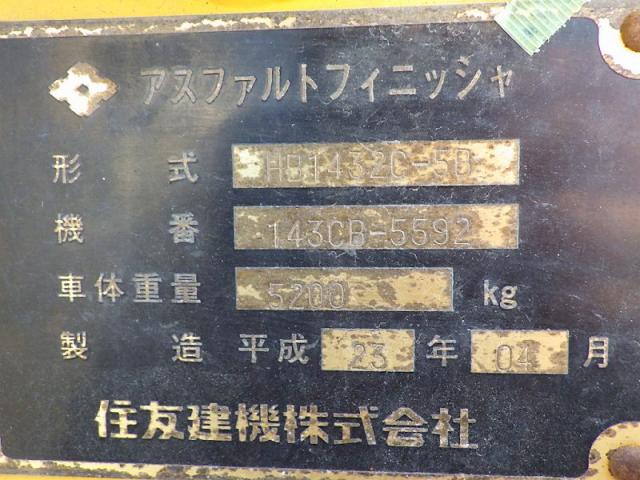 アスファルトフィニッシャ
形式 HB1432C-5B
機番 143CB-5592
車体重量 5200 kg
製造 平成 23 年 04 月
住友建機株式会社